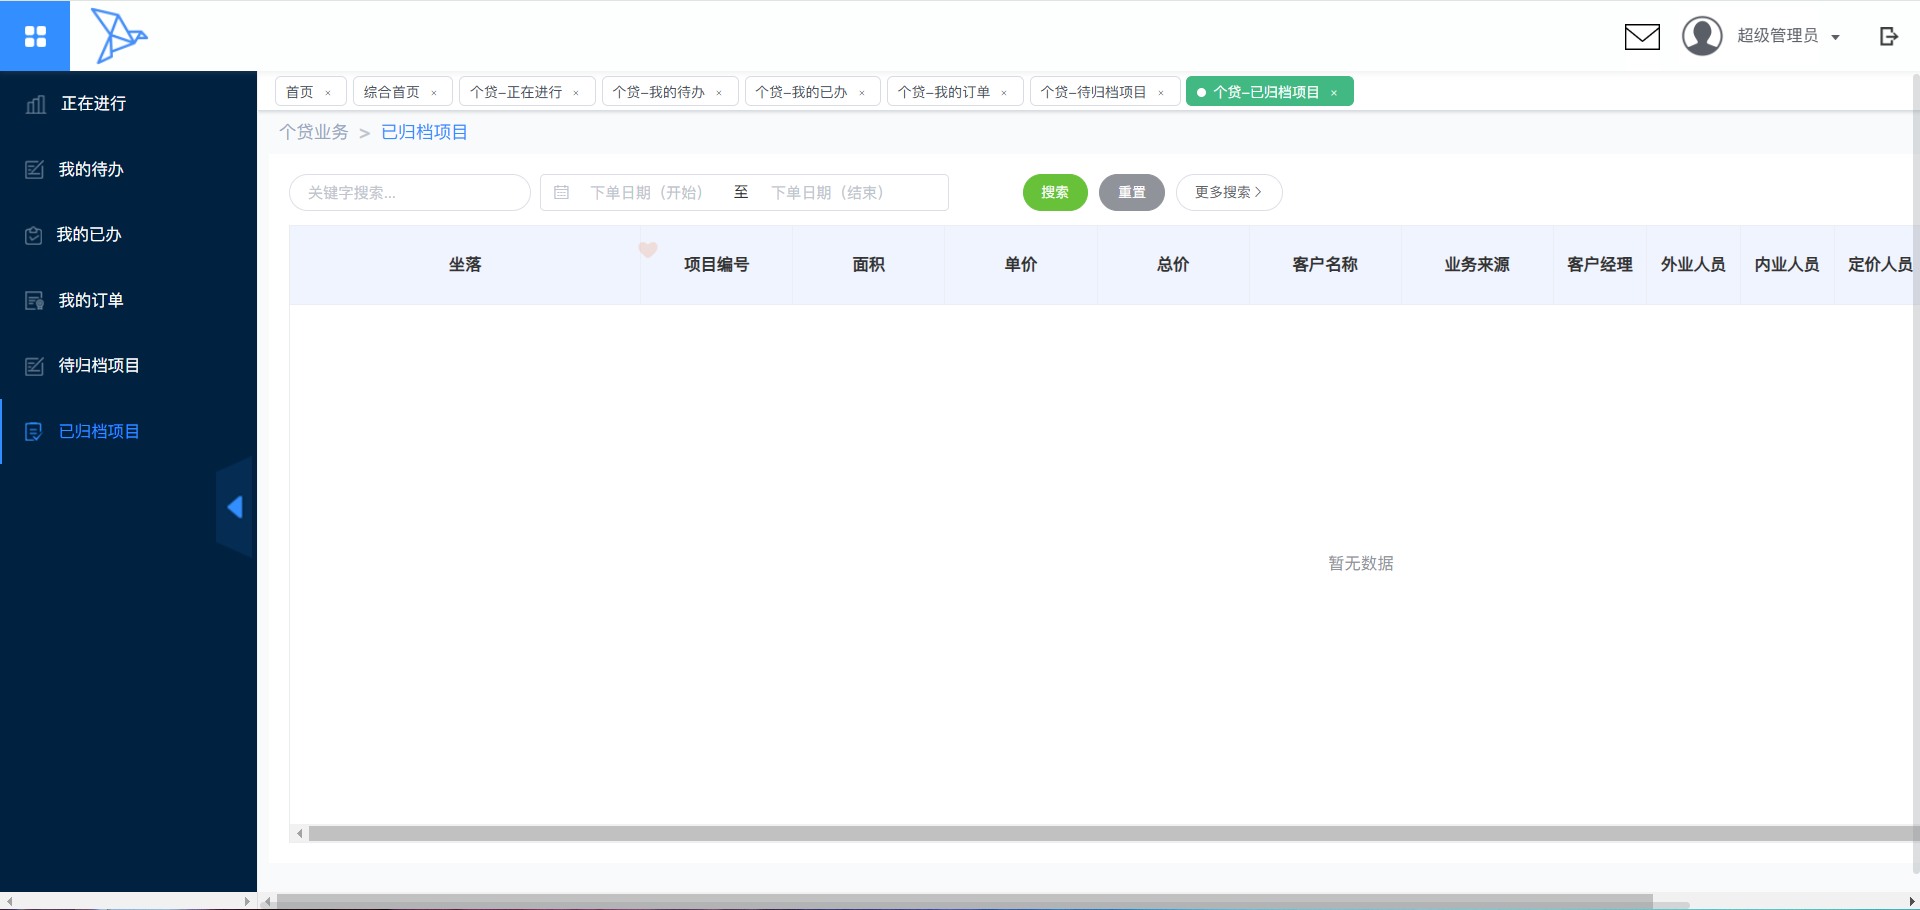 超级管理员
正在进行
我的待办
我的已办
我的订单
待归档项目
已归档项目
首页 × 综合首页 × 个贷-正在进行 × 个贷-我的待办 × 个贷-我的已办 × 个贷-我的订单 × 个贷-待归档项目 × 个贷-已归档项目 ×
个贷业务 > 已归档项目
关键字搜索... 下单日期（开始） 至 下单日期（结束） 搜索 重置 更多搜索 >
坐落 项目编号 面积 单价 总价 客户名称 业务来源 客户经理 外业人员 内业人员 定价人员
暂无数据